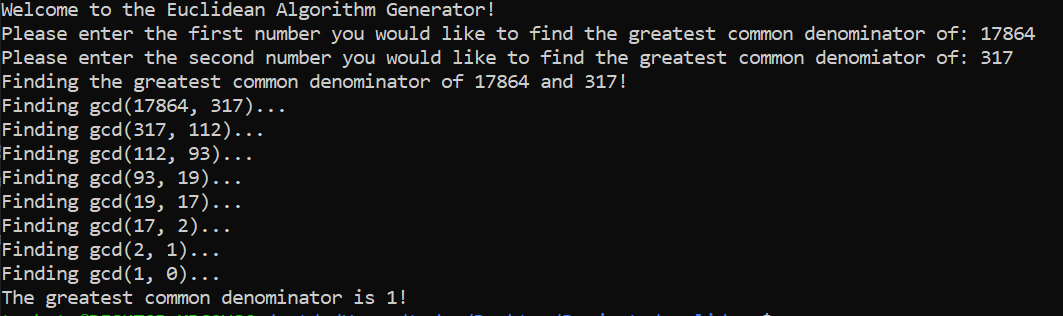 Welcome to the Euclidean Algorithm Generator!
Please enter the first number you would like to find the greatest common denominator of: 17864
Please enter the second number you would like to find the greatest common denomiator of: 317
Finding the greatest common denominator of 17864 and 317!
Finding gcd(17864, 317)...
Finding gcd(317, 112)...
Finding gcd(112, 93)...
Finding gcd(93, 19)...
Finding gcd(19, 17)...
Finding gcd(17, 2)...
Finding gcd(2, 1)...
Finding gcd(1, 0)...
The greatest common denominator is 1!